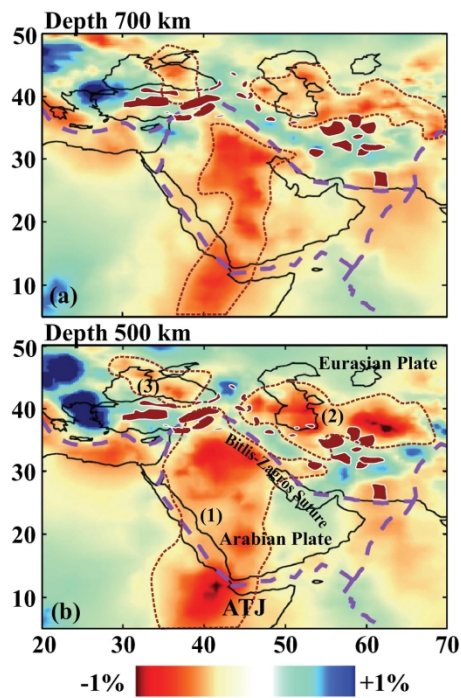 Depth 700 km
50
40
30
20
10
(a)
Depth 500 km
50
40
30
20
10
(3)
Eurasian Plate
(2)
Bitlis-Zagros Suture
(1)
Arabian Plate
ATJ
(b)
20 30 40 50 60 70
-1% +1%